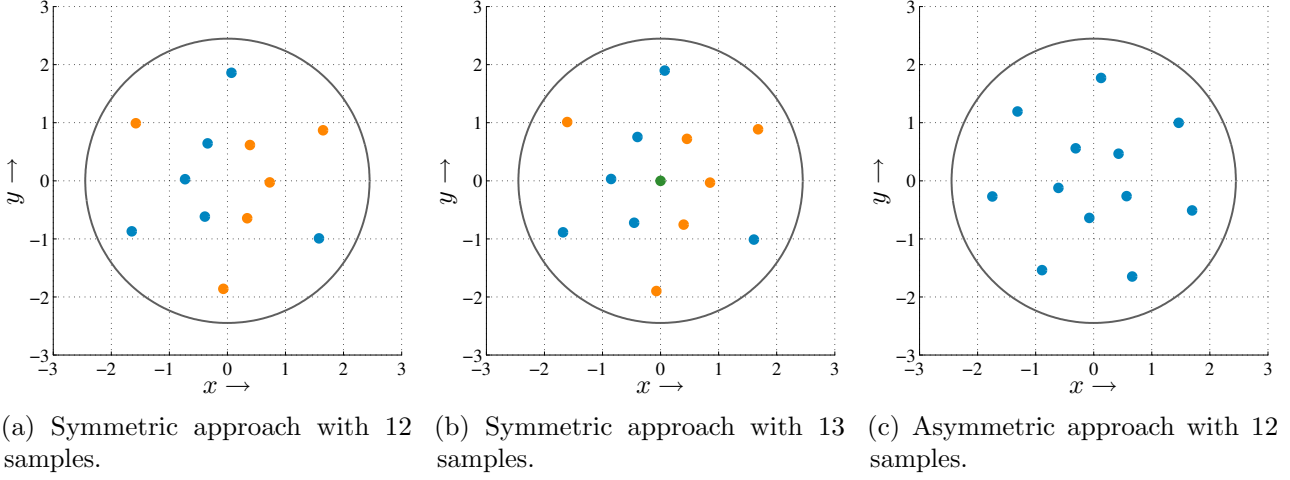 3
2
1
0
−1
−2
−3
−3 −2 −1 0 1 2 3
y →
x →
3
2
1
0
−1
−2
−3
−3 −2 −1 0 1 2 3
y →
x →
3
2
1
0
−1
−2
−3
−3 −2 −1 0 1 2 3
y →
x →
(a) Symmetric approach with 12
samples.
(b) Symmetric approach with 13
samples.
(c) Asymmetric approach with 12
samples.